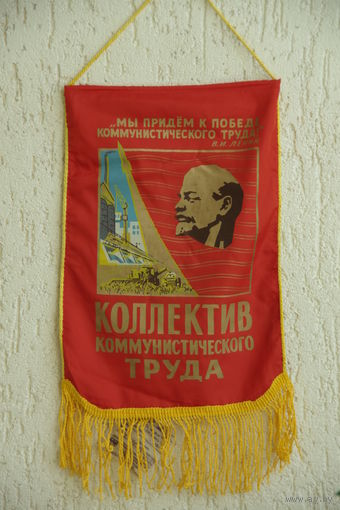 „МЫ ПРИДЁМ К ПОБЕДЕ
КОММУНИСТИЧЕСКОГО ТРУДА!"
В.И. ЛЕНИН
КОЛЛЕКТИВ
КОММУНИСТИЧЕСКОГО
ТРУДА